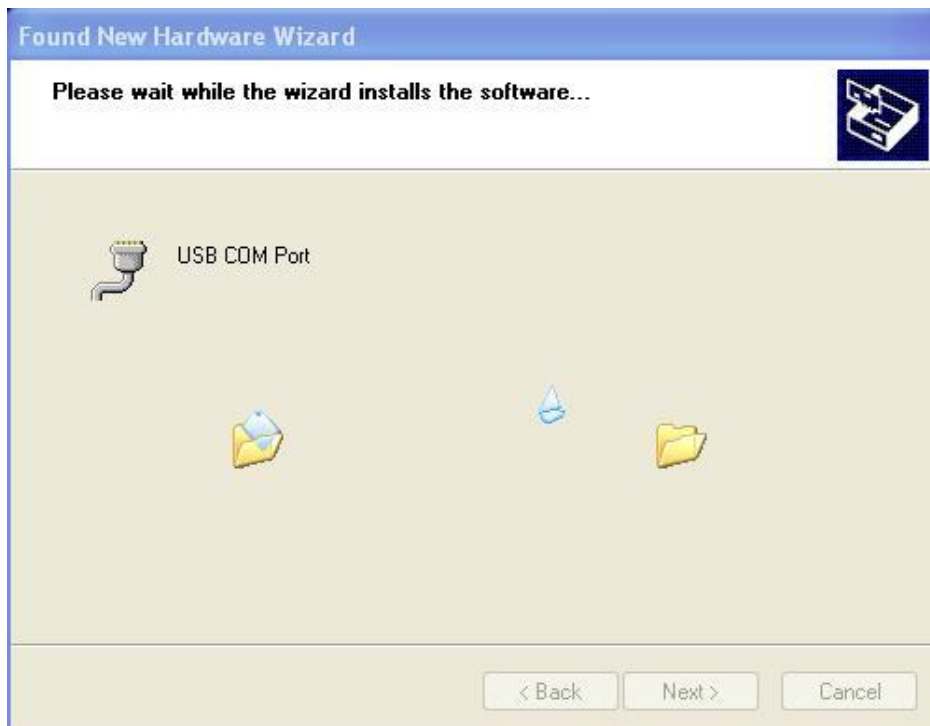 Found New Hardware Wizard
Please wait while the wizard installs the software...
USB COM Port
< Back
Next >
Cancel